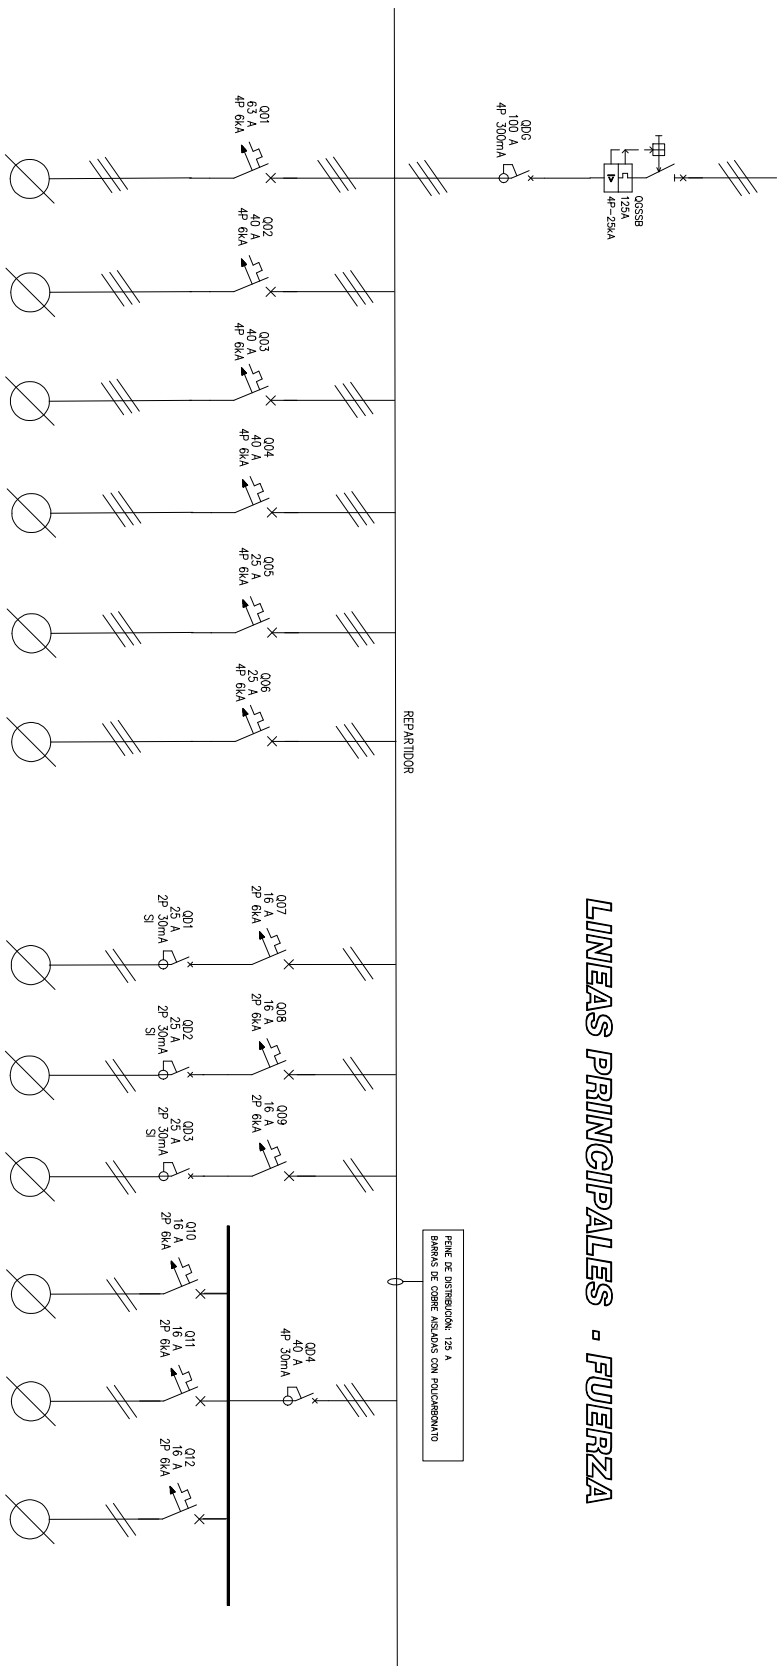 LINEAS PRINCIPALES - FUERZA
QGSSB
125A
4P-25kA
QDG
100 A
4P 300mA
REPARTIDOR
PEINE DE DISTRIBUCIÓN: 125 A
BARRAS DE COBRE AISLADAS CON POLICARBONATO
Q01
63 A
4P 6kA
Q02
40 A
4P 6kA
Q03
40 A
4P 6kA
Q04
40 A
4P 6kA
Q05
25 A
4P 6kA
Q06
25 A
4P 6kA
Q07
16 A
2P 6kA
QD1
25 A
2P 30mA
SI
Q08
16 A
2P 6kA
QD2
25 A
2P 30mA
SI
Q09
16 A
2P 6kA
QD3
25 A
2P 30mA
SI
QD4
40 A
4P 30mA
Q10
16 A
2P 6kA
Q11
16 A
2P 6kA
Q12
16 A
2P 6kA